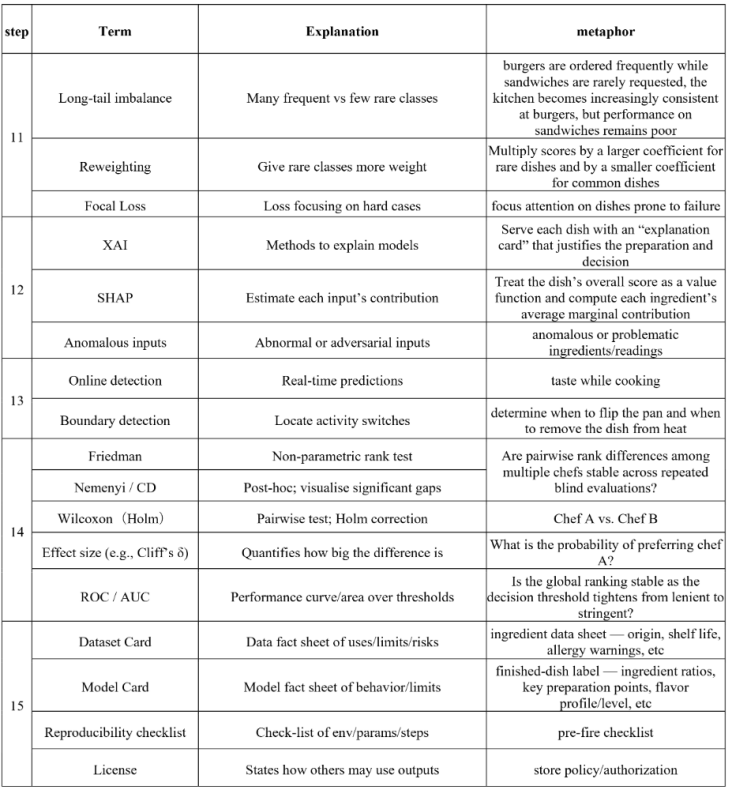 step Term Explanation metaphor
11
Long-tail imbalance
Many frequent vs few rare classes
burgers are ordered frequently while
sandwiches are rarely requested, the
kitchen becomes increasingly consistent
at burgers, but performance on
sandwiches remains poor
Reweighting
Give rare classes more weight
Multiply scores by a larger coefficient for
rare dishes and by a smaller coefficient
for common dishes
Focal Loss
Loss focusing on hard cases
focus attention on dishes prone to failure
12
XAI
Methods to explain models
Serve each dish with an “explanation
card” that justifies the preparation and
decision
SHAP
Estimate each input’s contribution
Treat the dish’s overall score as a value
function and compute each ingredient’s
average marginal contribution
Anomalous inputs
Abnormal or adversarial inputs
anomalous or problematic
ingredients/readings
13
Online detection
Real-time predictions
taste while cooking
Boundary detection
Locate activity switches
determine when to flip the pan and when
to remove the dish from heat
14
Friedman
Non-parametric rank test
Are pairwise rank differences among
multiple chefs stable across repeated
blind evaluations?
Nemenyi / CD
Post-hoc; visualise significant gaps
Wilcoxon（Holm）
Pairwise test; Holm correction
Chef A vs. Chef B
Effect size (e.g., Cliff's δ)
Quantifies how big the difference is
What is the probability of preferring chef
A?
ROC / AUC
Performance curve/area over thresholds
Is the global ranking stable as the
decision threshold tightens from lenient to
stringent?
15
Dataset Card
Data fact sheet of uses/limits/risks
ingredient data sheet — origin, shelf life,
allergy warnings, etc
Model Card
Model fact sheet of behavior/limits
finished-dish label — ingredient ratios,
key preparation points, flavor
profile/level, etc
Reproducibility checklist
Check-list of env/params/steps
pre-fire checklist
License
States how others may use outputs
store policy/authorization